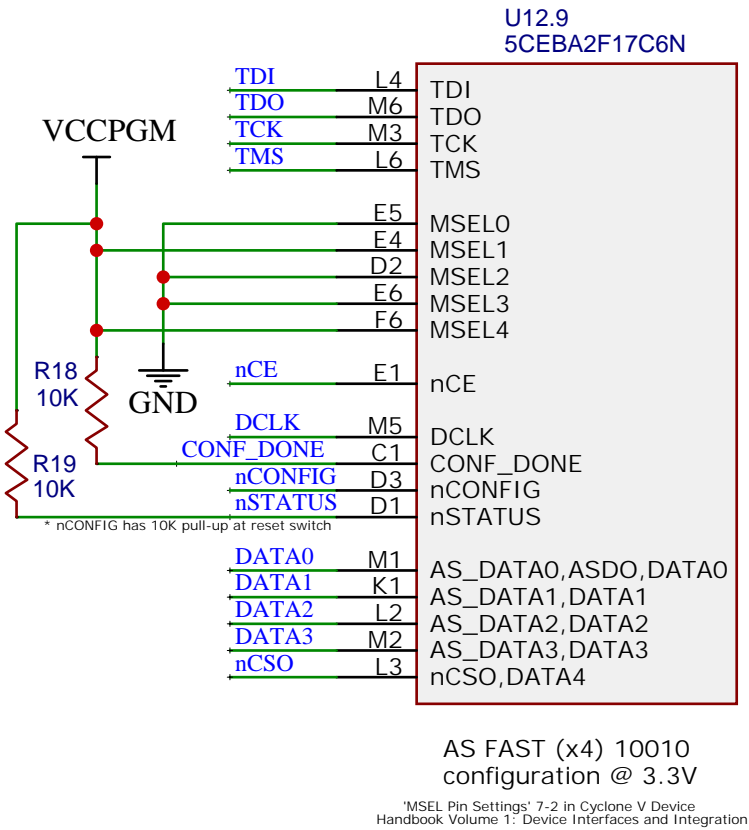 U12.9
5CEBA2F17C6N
TDI L4 TDI
TDO M6 TDO
TCK M3 TCK
TMS L6 TMS
VCCPGM
E5 MSEL0
E4 MSEL1
D2 MSEL2
E6 MSEL3
F6 MSEL4
R18
10K
GND
nCE E1 nCE
DCLK M5 DCLK
CONF_DONE C1 CONF_DONE
nCONFIG D3 nCONFIG
nSTATUS D1 nSTATUS
R19
10K
* nCONFIG has 10K pull-up at reset switch
DATA0 M1 AS_DATA0,ASDO,DATA0
DATA1 K1 AS_DATA1,DATA1
DATA2 L2 AS_DATA2,DATA2
DATA3 M2 AS_DATA3,DATA3
nCSO L3 nCSO,DATA4
AS FAST (x4) 10010
configuration @ 3.3V
'MSEL Pin Settings' 7-2 in Cyclone V Device
Handbook Volume 1: Device Interfaces and Integration